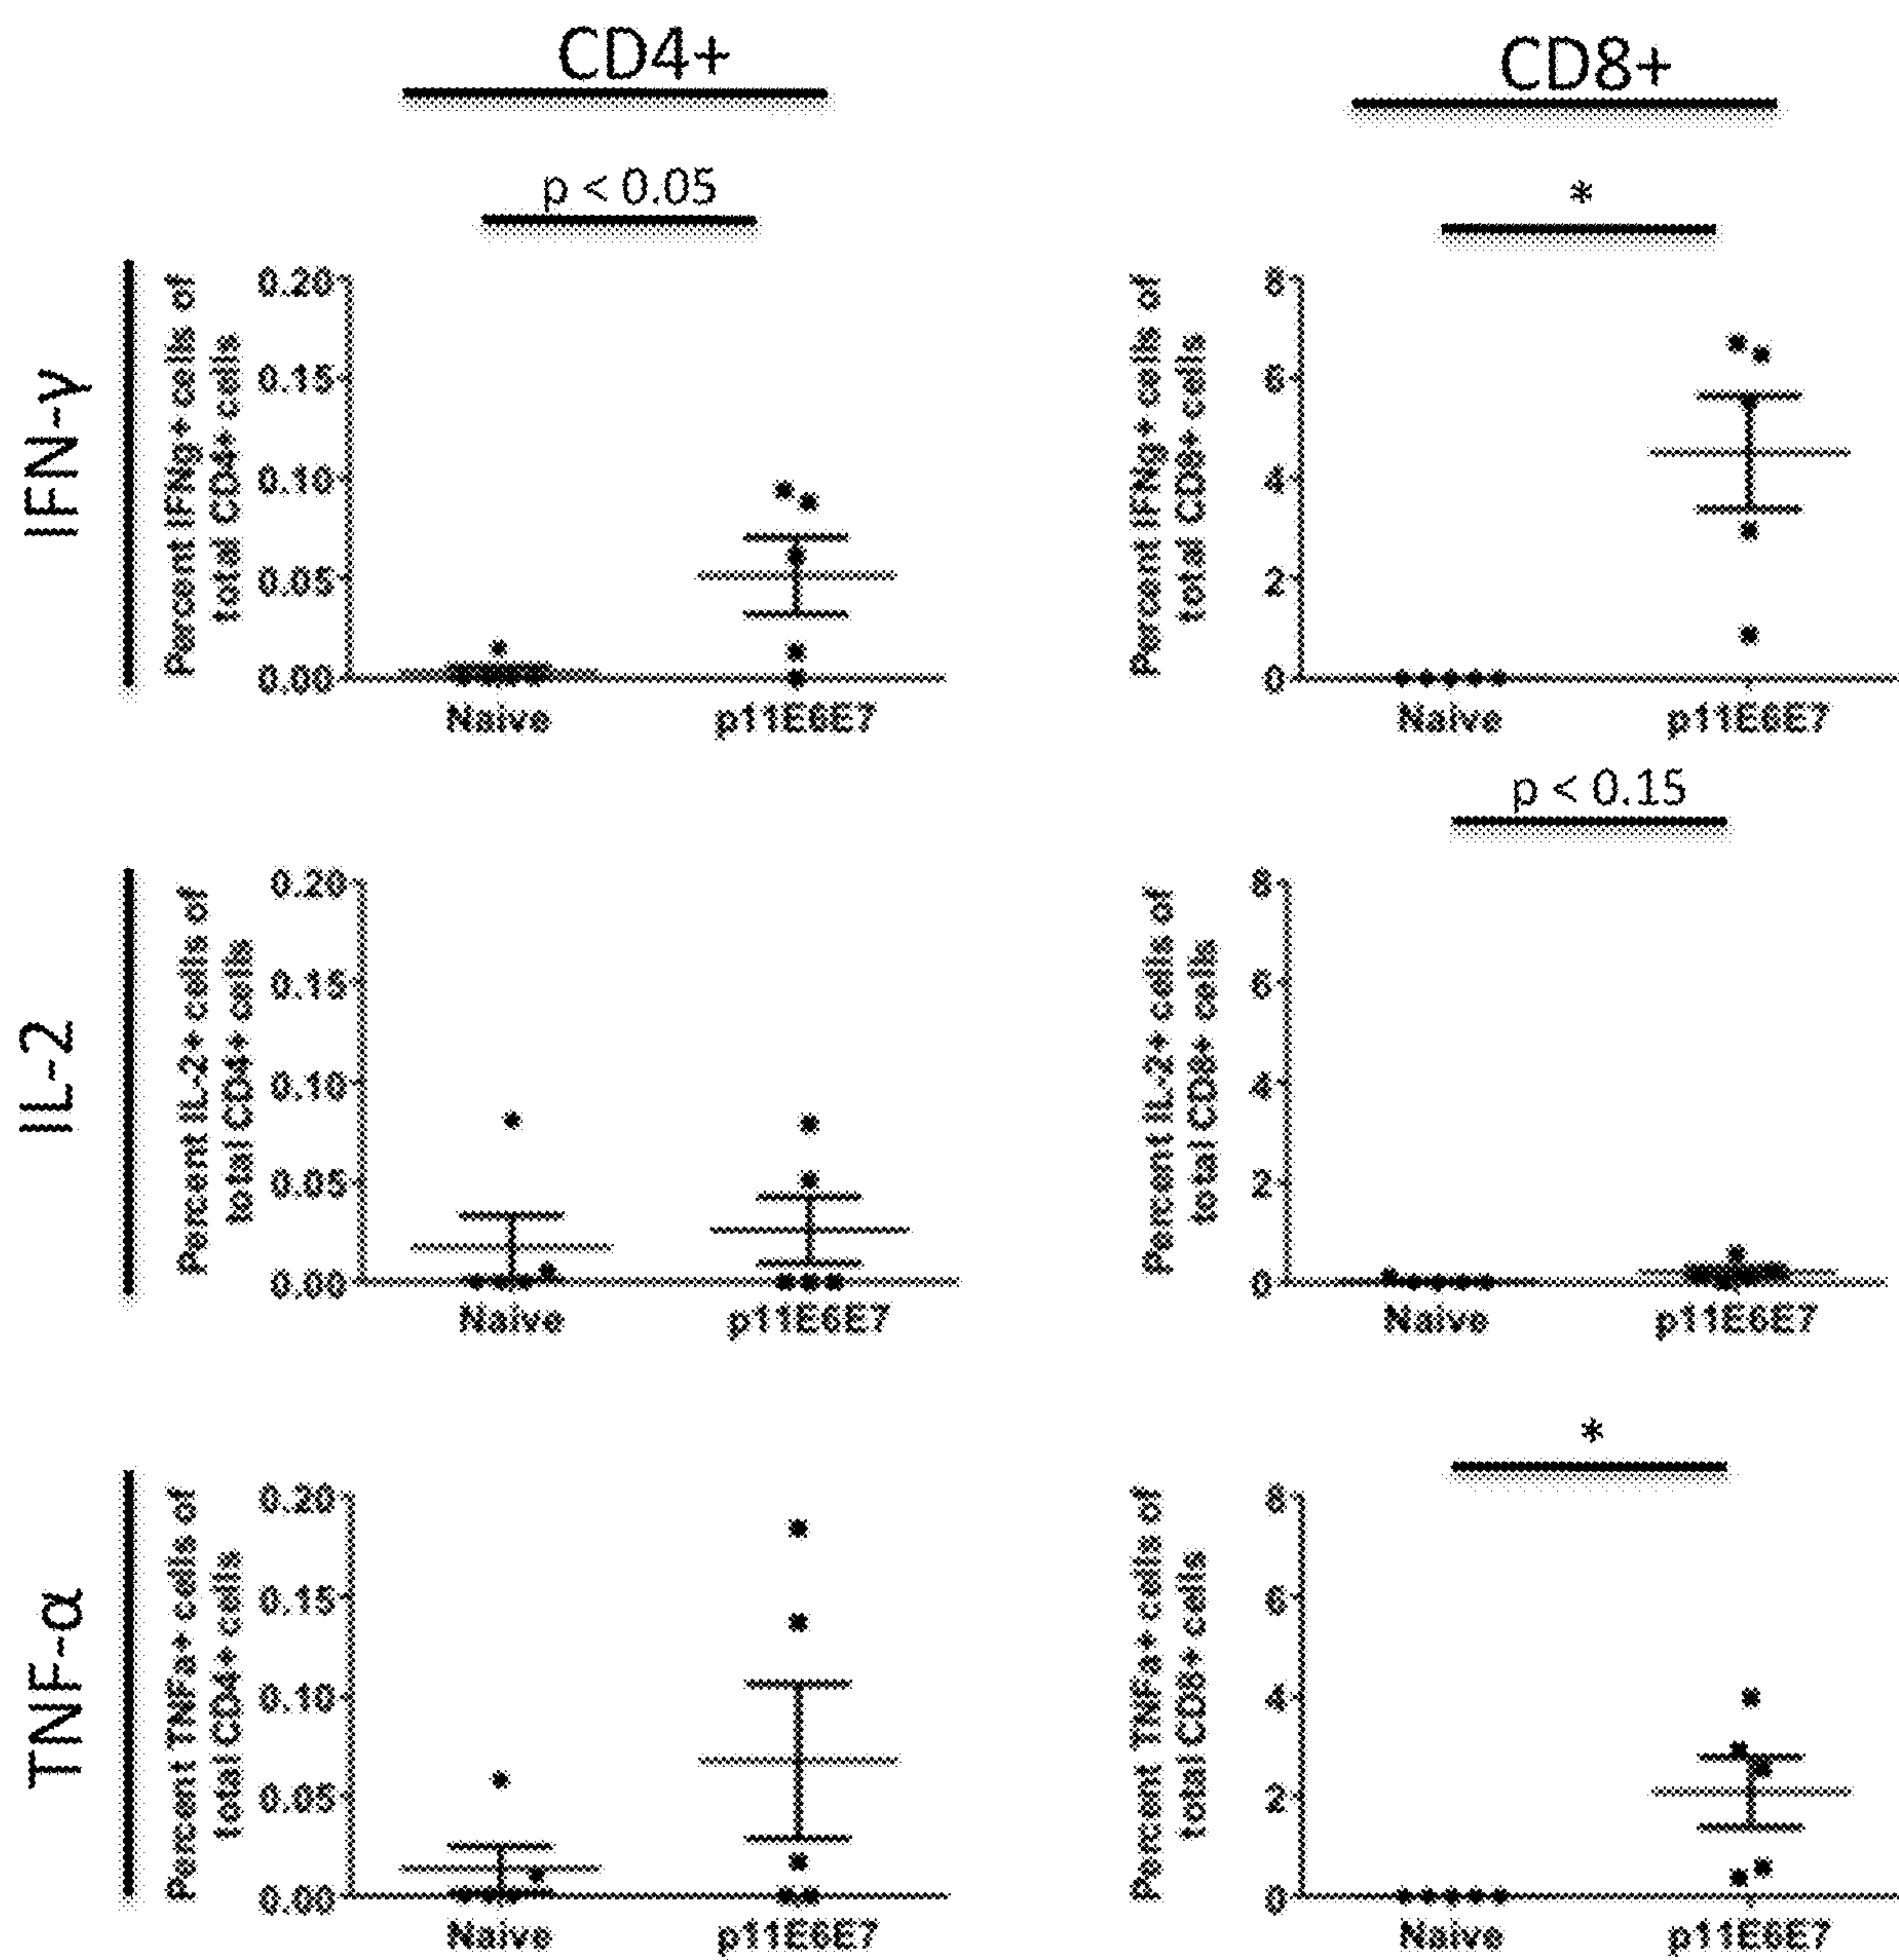 CD4+
CD8+
p < 0.05
*
IFN-γ
Percent IFNg+ cells of
total CD4+ cells
0.20
0.15
0.10
0.05
0.00
Naive
p11E6E7
Percent IFNg+ cells of
total CD8+ cells
8
6
4
2
0
Naive
p11E6E7
p < 0.15
IL-2
Percent IL-2+ cells of
total CD4+ cells
0.20
0.15
0.10
0.05
0.00
Naive
p11E6E7
Percent IL-2+ cells of
total CD8+ cells
8
6
4
2
0
Naive
p11E6E7
*
TNF-α
Percent TNFa+ cells of
total CD4+ cells
0.20
0.15
0.10
0.05
0.00
Naive
p11E6E7
Percent TNFa+ cells of
total CD8+ cells
8
6
4
2
0
Naive
p11E6E7